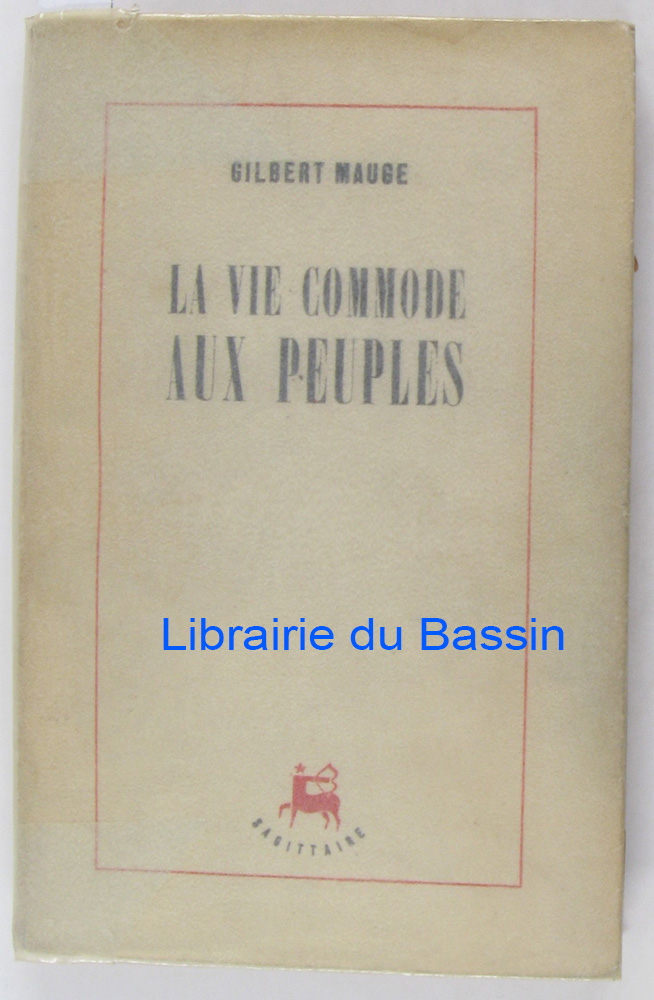 GILBERT MAUGE
LA VIE COMMODE
AUX PEUPLES
Librairie du Bassin
SAGITTAIRE